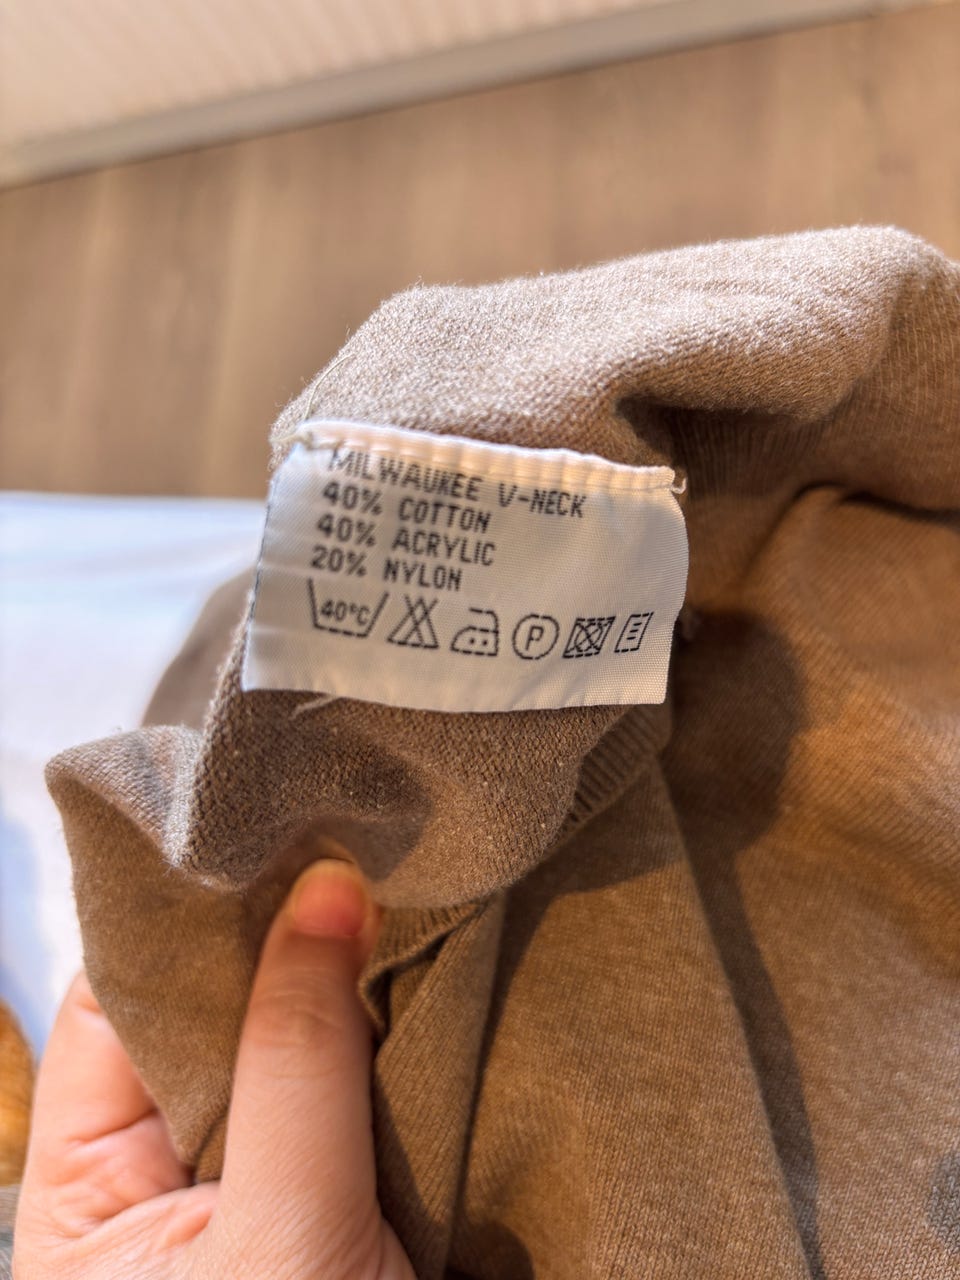 MILWAUKEE V-NECK
40% COTTON
40% ACRYLIC
20% NYLON
40°C P